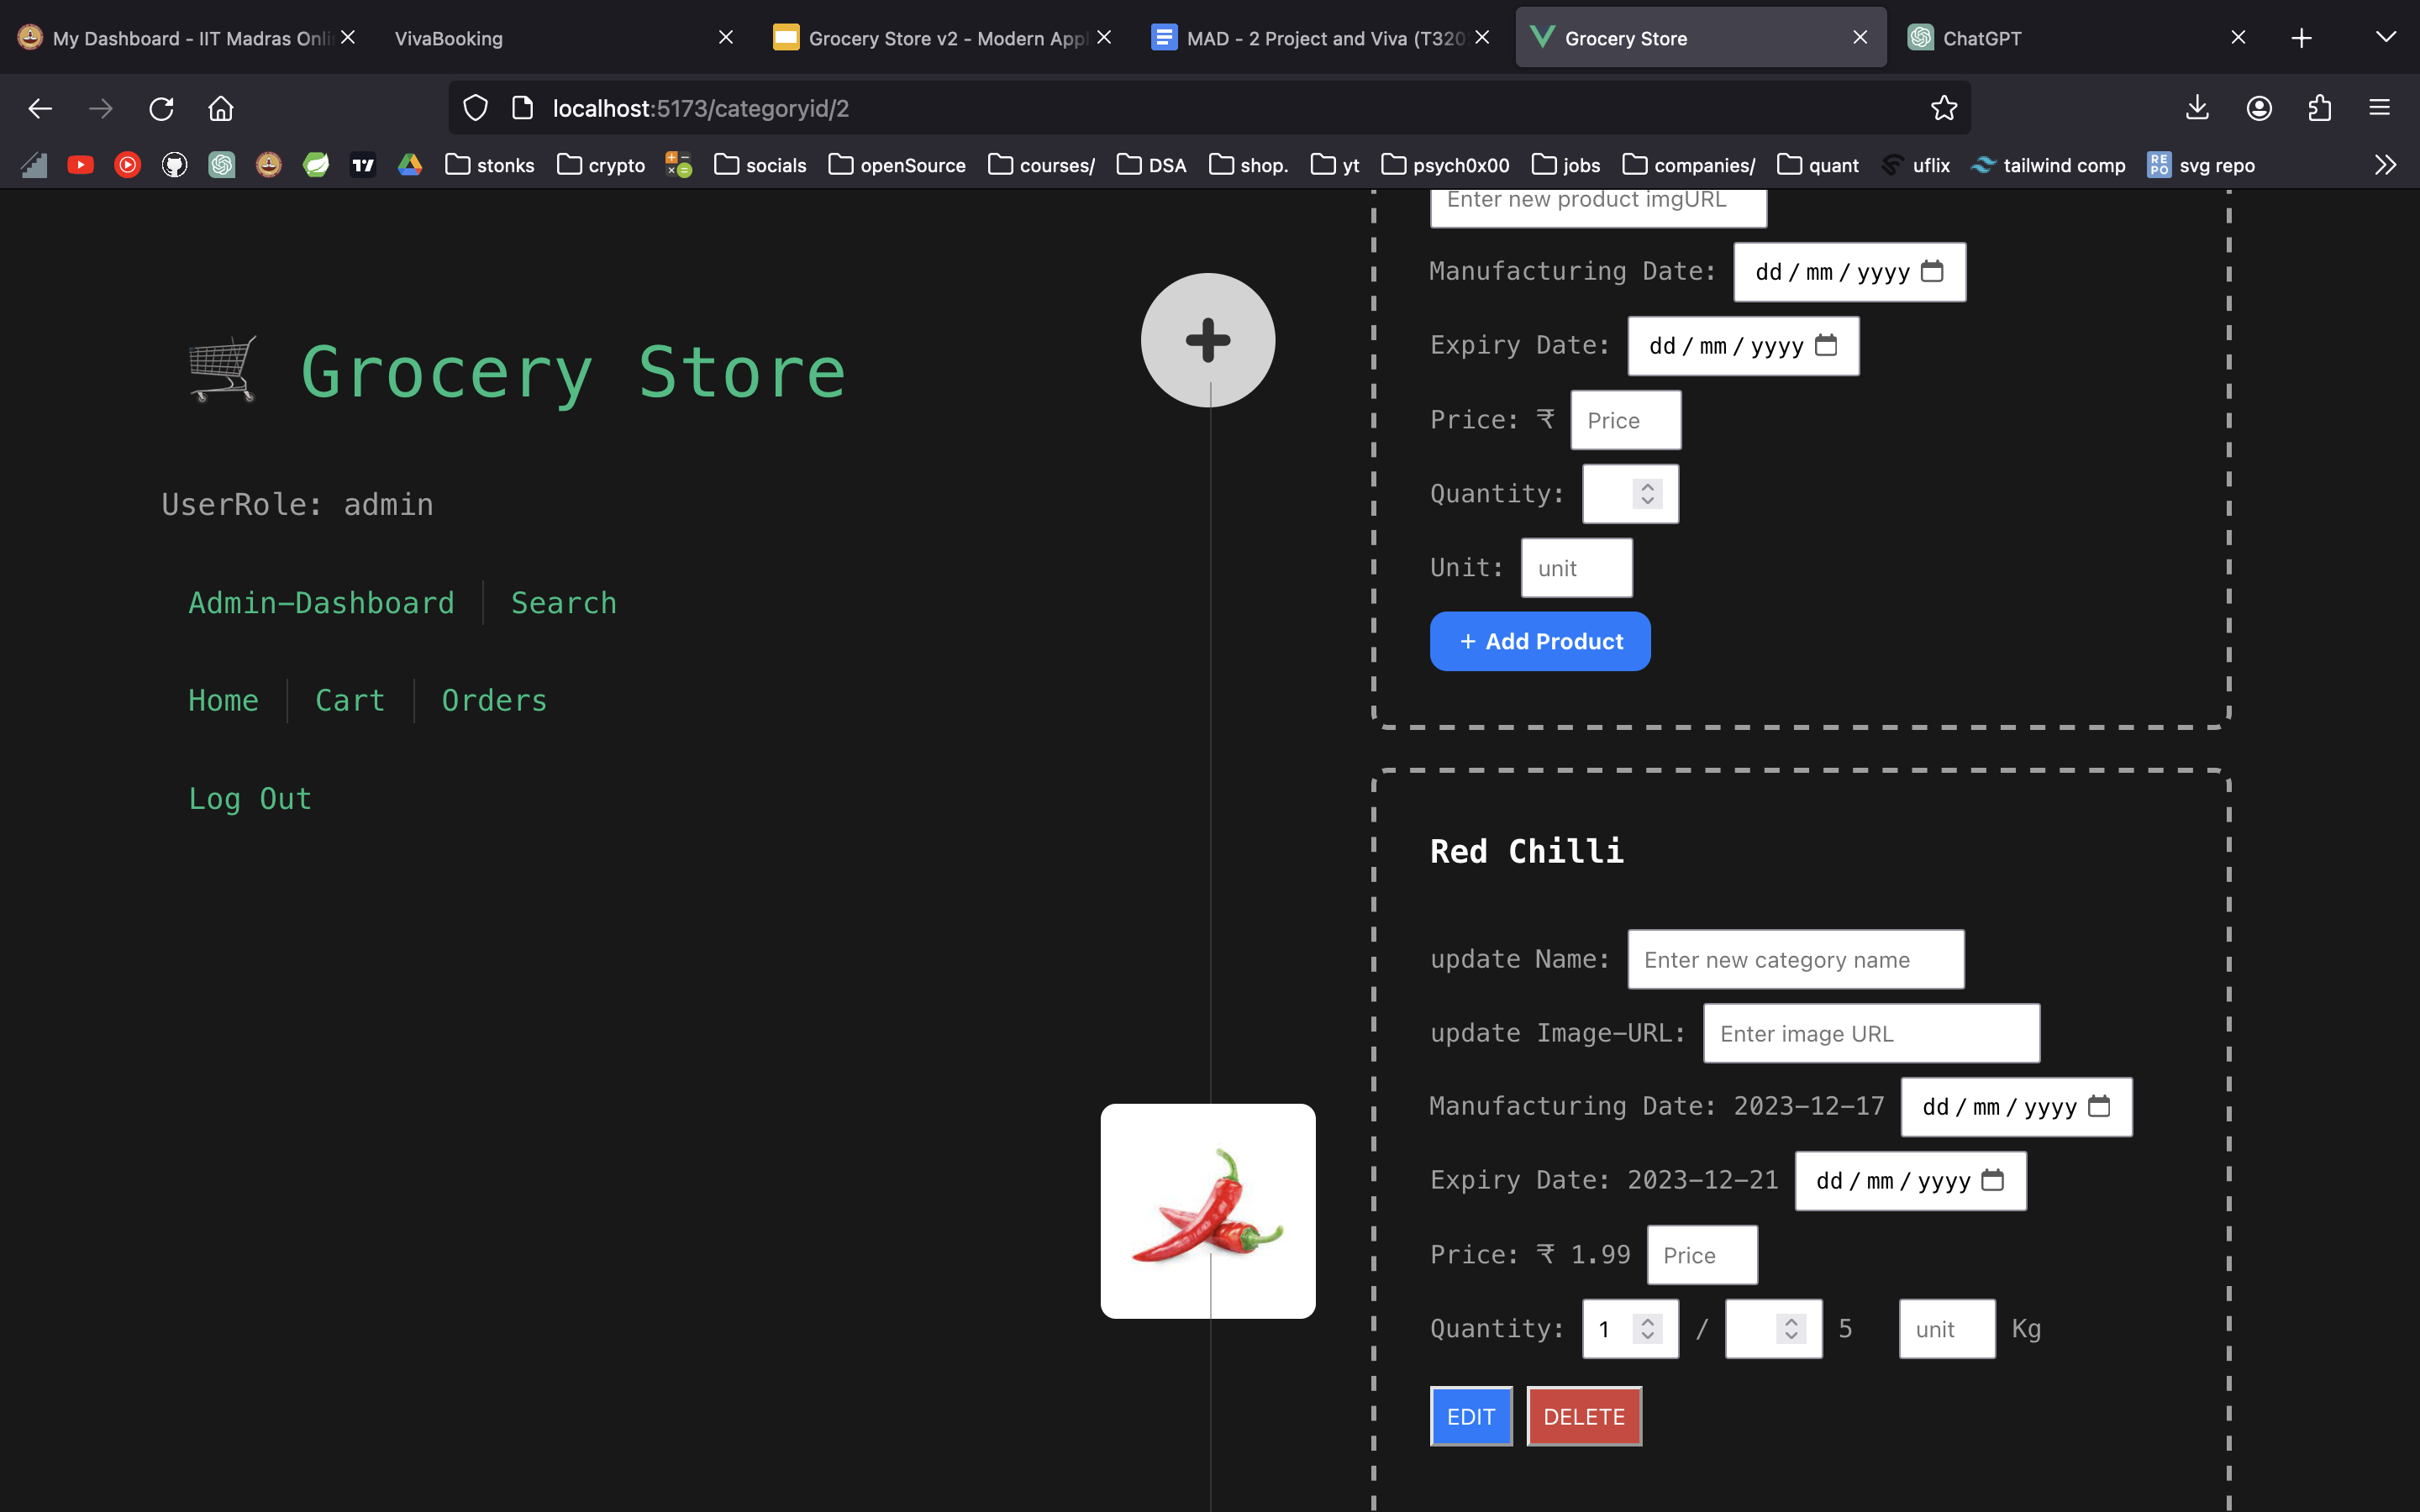 My Dashboard - IIT Madras Onli
VivaBooking
Grocery Store v2 - Modern Appl
MAD - 2 Project and Viva (T320
Grocery Store
ChatGPT
localhost:5173/categoryid/2
stonks
crypto
socials
openSource
courses/
DSA
shop.
yt
psych0x00
jobs
companies/
quant
uflix
tailwind comp
REPO
svg repo
Grocery Store
UserRole: admin
Admin-Dashboard
Search
Home
Cart
Orders
Log Out
Enter new product imgURL
Manufacturing Date: dd / mm / yyyy
Expiry Date: dd / mm / yyyy
Price: ₹ Price
Quantity:
Unit: unit
+ Add Product
Red Chilli
update Name: Enter new category name
update Image-URL: Enter image URL
Manufacturing Date: 2023-12-17 dd / mm / yyyy
Expiry Date: 2023-12-21 dd / mm / yyyy
Price: ₹ 1.99 Price
Quantity: 1 / 5 unit Kg
EDIT DELETE